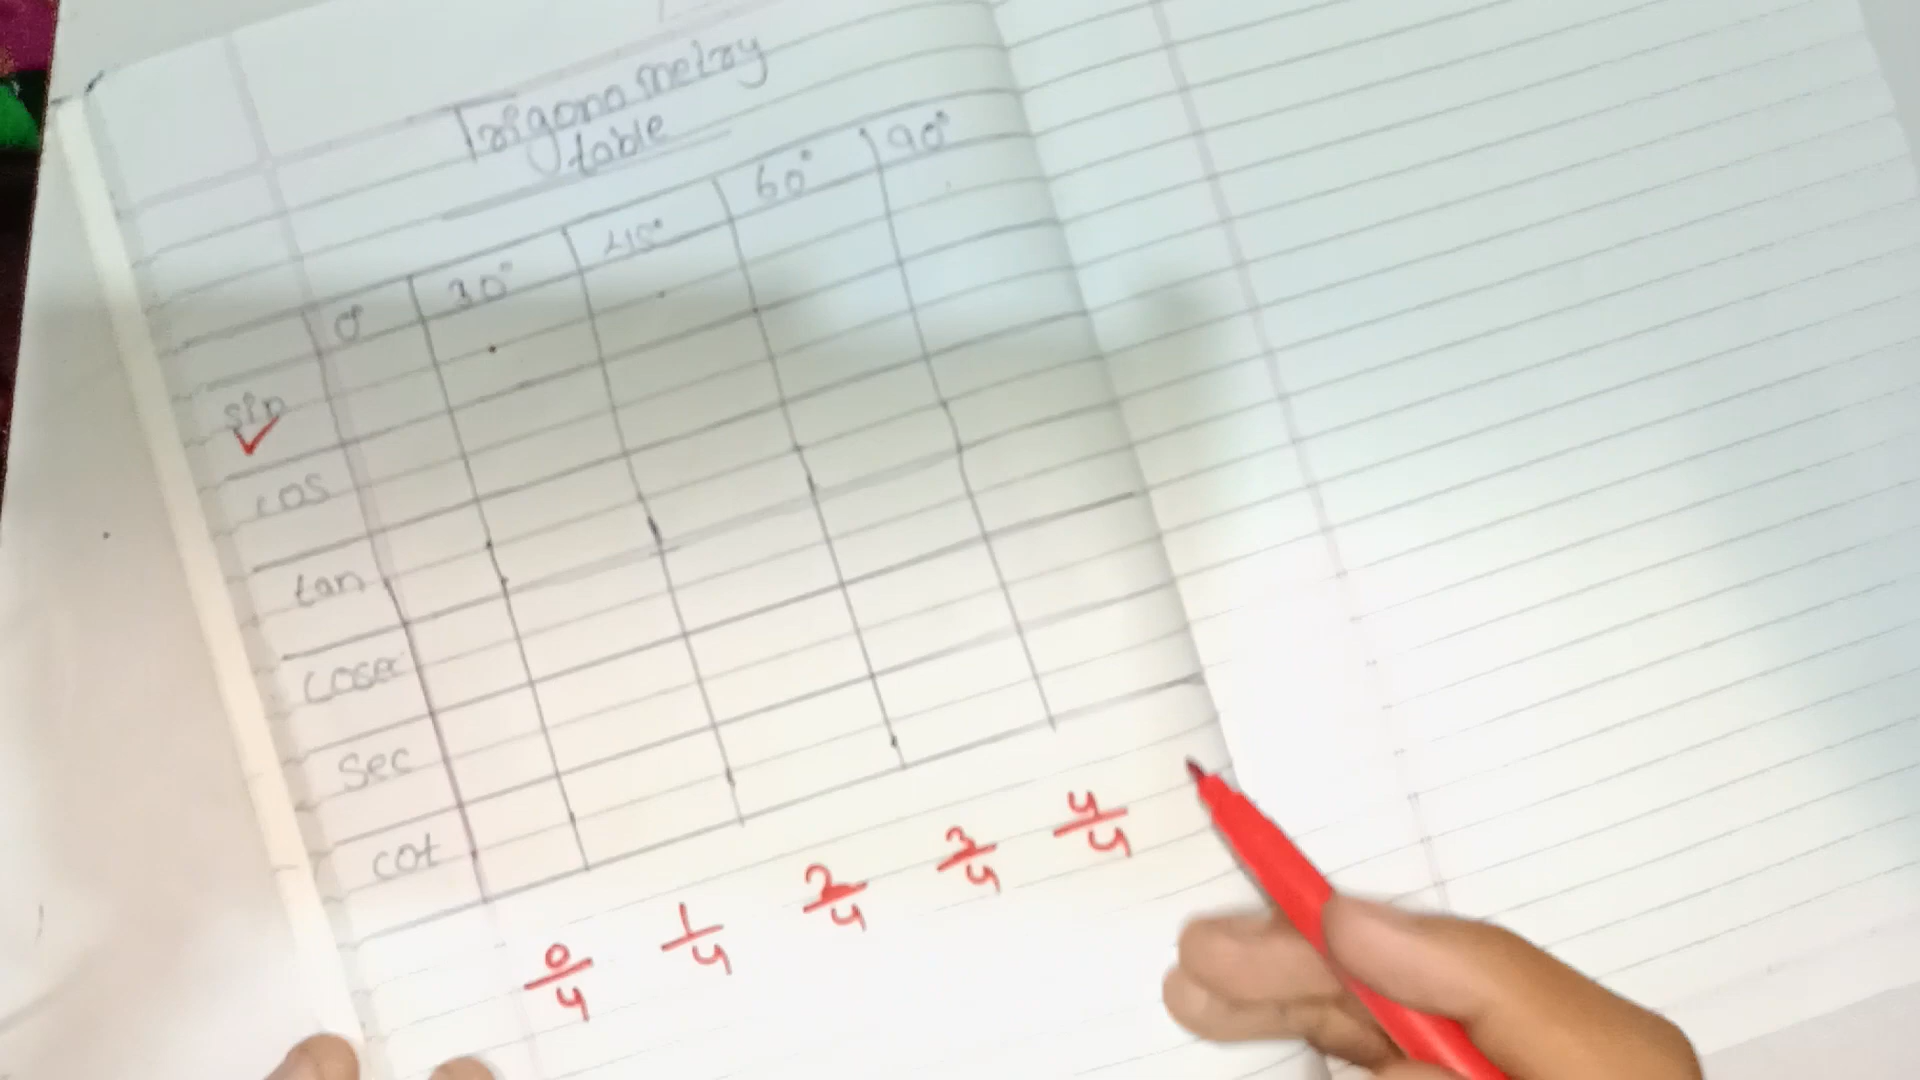 Trigonometry
table
0° 30° 45° 60° 90°
sin
cos
tan
cosec
sec
cot
0/4 1/4 2/4 3/4 4/4